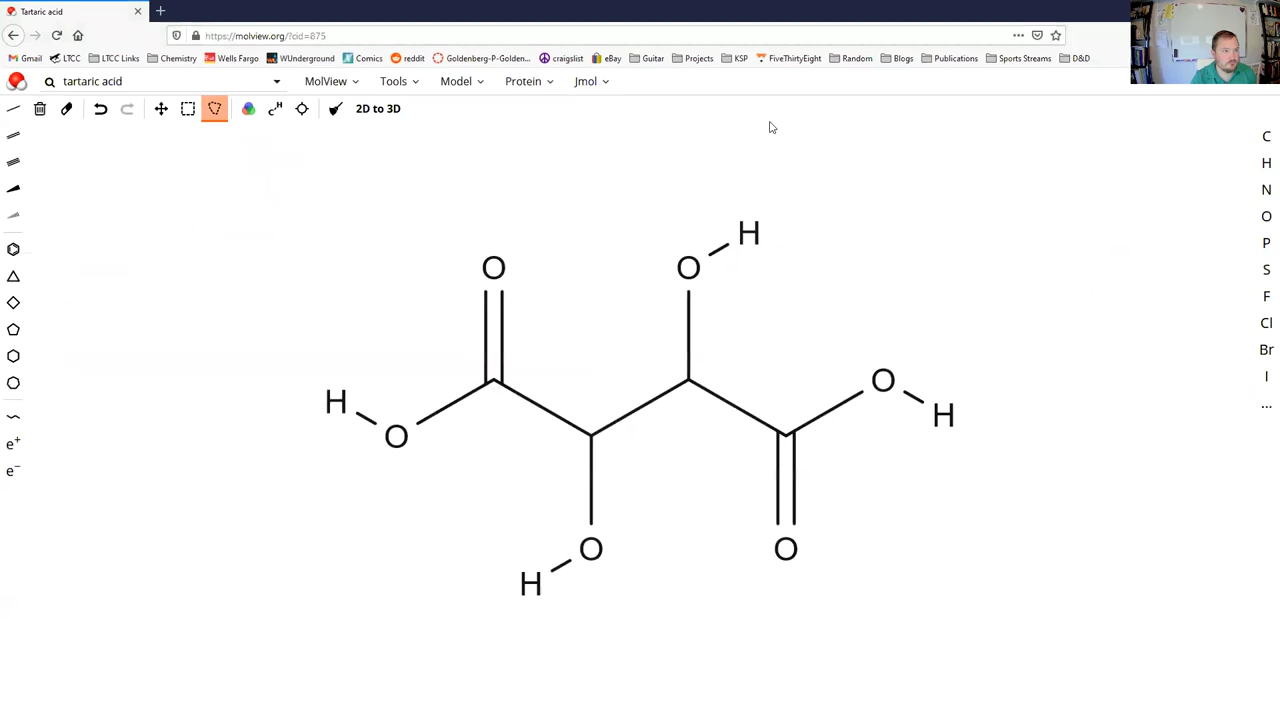 Tartaric acid
https://molview.org/?cid=875
Gmail LTCC LTCC Links Chemistry Wells Fargo WUnderground Comics reddit Goldenberg-P-Golden... craigslist eBay Guitar Projects KSP FiveThirtyEight Random Blogs Publications Sports Streams D&D
tartaric acid MolView Tools Model Protein Jmol
2D to 3D
C
H
N
O
P
S
F
Cl
Br
I
...
e+
e−
H
O O
H O
O H
O O
H